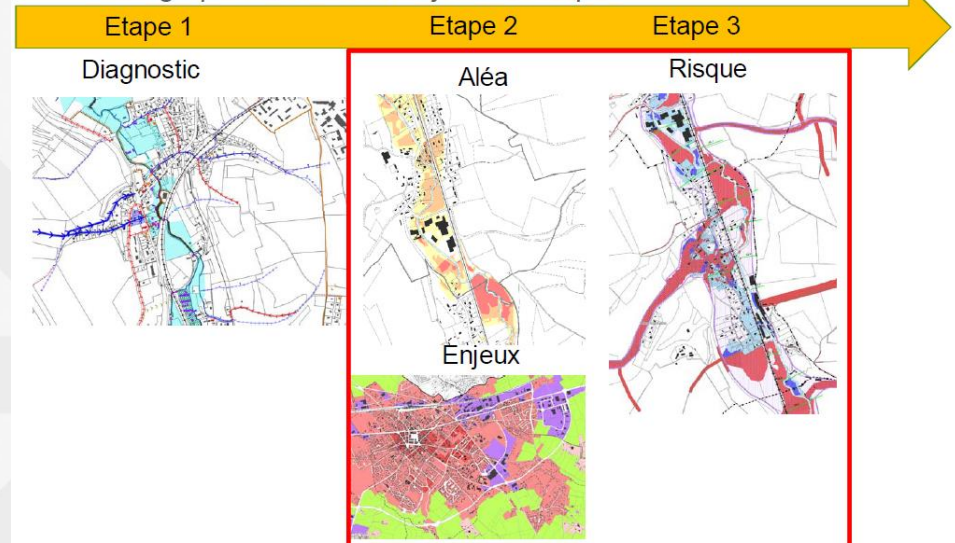 Etape 1
Etape 2
Etape 3
Diagnostic
Aléa
Risque
Enjeux